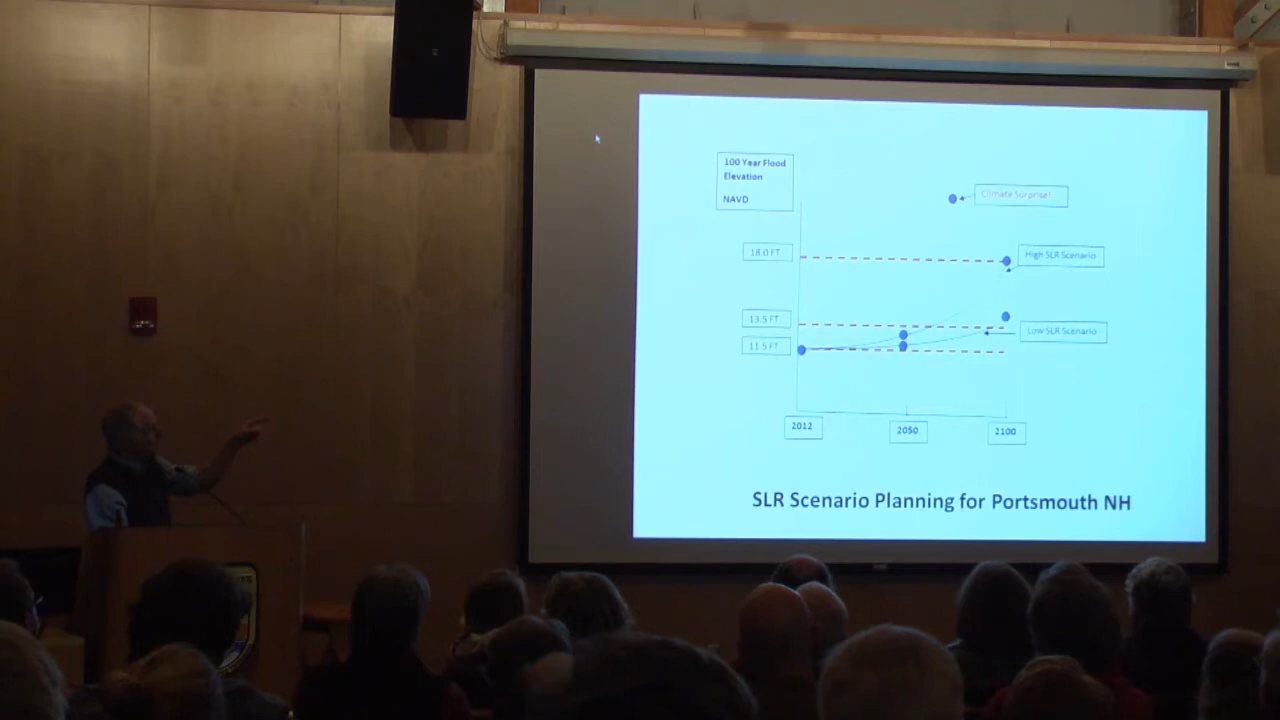 100 Year Flood
Elevation
NAVD
Climate Surprise!
18.0 FT
High SLR Scenario
13.5 FT
Low SLR Scenario
11.5 FT
2012
2050
2100
SLR Scenario Planning for Portsmouth NH